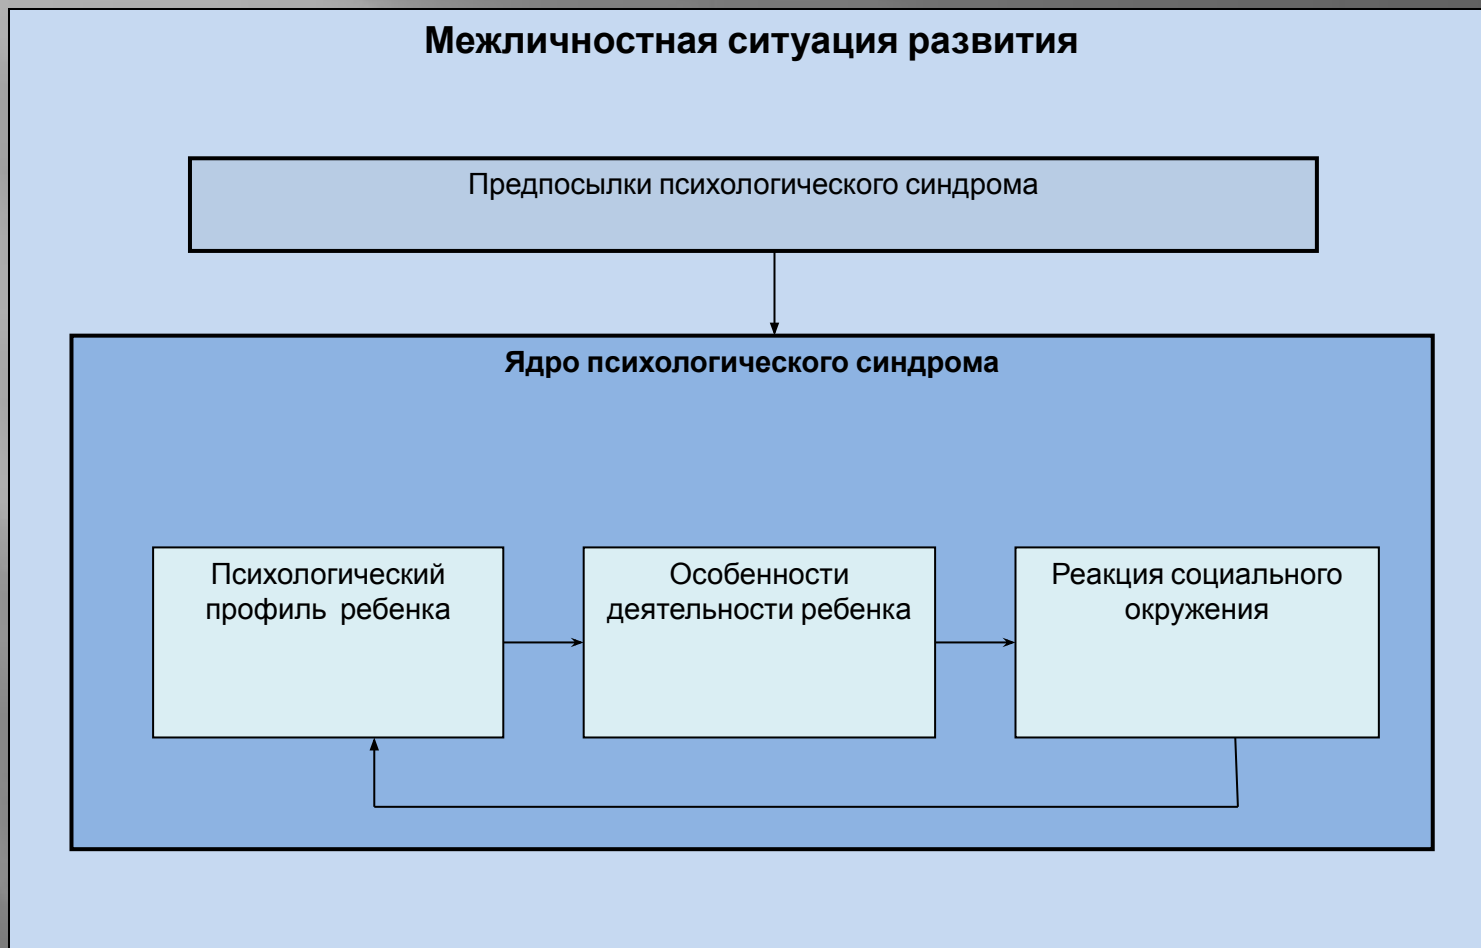 Межличностная ситуация развития
Предпосылки психологического синдрома
Ядро психологического синдрома
Психологический
профиль  ребенка
Особенности
деятельности ребенка
Реакция социального
окружения